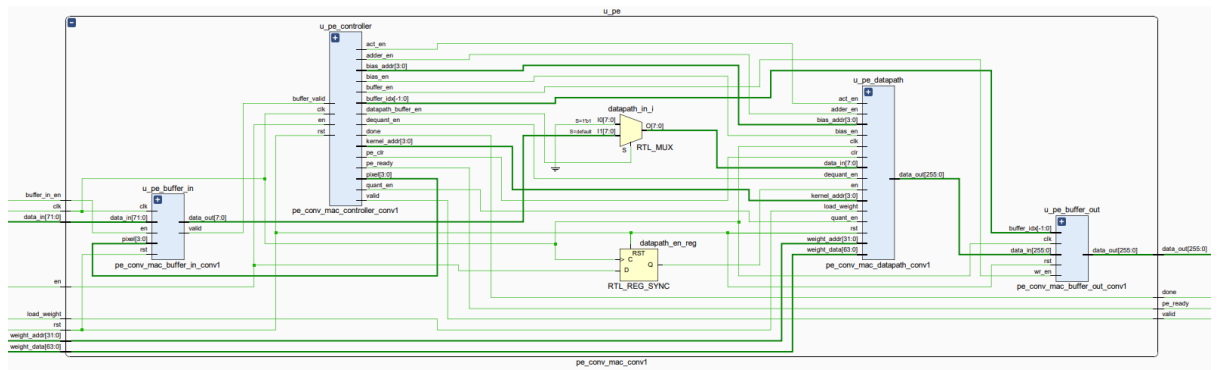 u_pe
u_pe_controller
act_en
adder_en
bias_addr[3:0]
bias_en
buffer_en
buffer_valid
buffer_idx[-1:0]
clk
datapath_buffer_en
en
dequant_en
rst
done
kernel_addr[3:0]
pe_clr
pe_ready
pixel[3:0]
quant_en
valid
pe_conv_mac_controller_conv1
datapath_in_i
S=1'b1
I0[7:0]
S=default
I1[7:0]
O[7:0]
S
RTL_MUX
u_pe_datapath
act_en
adder_en
bias_addr[3:0]
bias_en
clk
clr
data_in[7:0]
dequant_en
en
kernel_addr[3:0]
load_weight
quant_en
rst
weight_addr[31:0]
weight_data[63:0]
data_out[255:0]
pe_conv_mac_datapath_conv1
u_pe_buffer_in
buffer_in_en
clk
data_in[71:0]
clk
data_in[71:0]
en
pixel[3:0]
rst
data_out[7:0]
valid
pe_conv_mac_buffer_in_conv1
datapath_en_reg
RST
C
D
Q
RTL_REG_SYNC
u_pe_buffer_out
buffer_idx[-1:0]
clk
data_in[255:0]
rst
wr_en
data_out[255:0]
data_out[255:0]
pe_conv_mac_buffer_out_conv1
en
load_weight
rst
weight_addr[31:0]
weight_data[63:0]
done
pe_ready
valid
pe_conv_mac_conv1